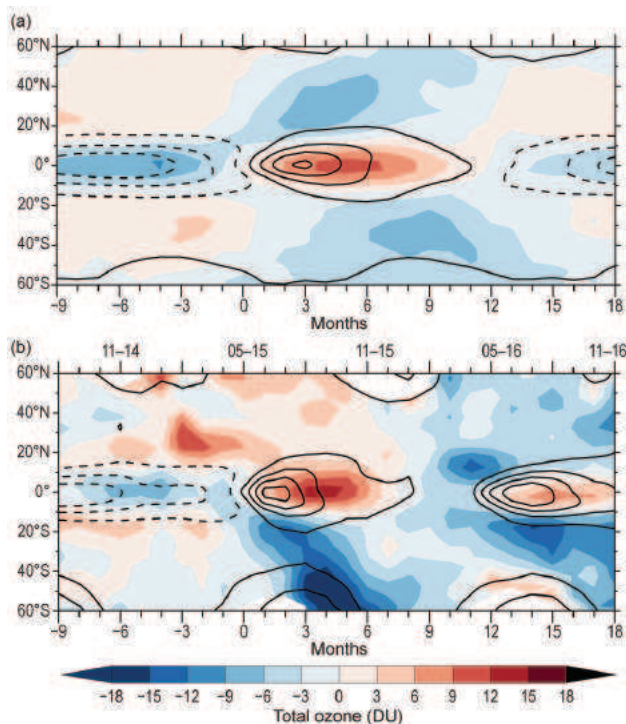 (a)
60°N
40°N
20°N
0°
20°S
40°S
60°S
−9 −6 −3 0 3 6 9 12 15 18
Months
(b) 11–14 05–15 11–15 05–16 11–16
60°N
40°N
20°N
0°
20°S
40°S
60°S
−9 −6 −3 0 3 6 9 12 15 18
Months
−18 −15 −12 −9 −6 −3 0 3 6 9 12 15 18
Total ozone (DU)